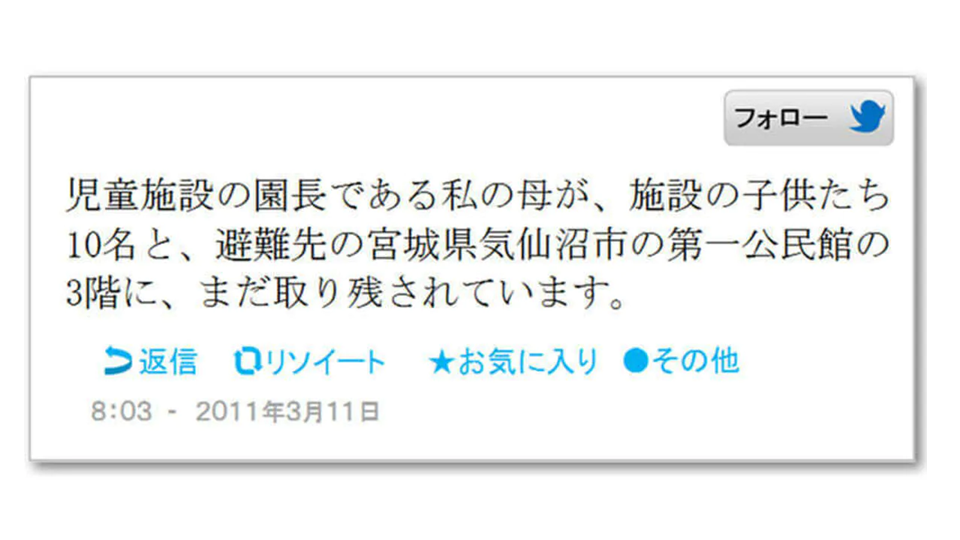 フォロー
児童施設の園長である私の母が、施設の子供たち
10名と、避難先の宮城県気仙沼市の第一公民館の
3階に、まだ取り残されています。
返信 リツイート ★お気に入り ●その他
8:03 - 2011年3月11日